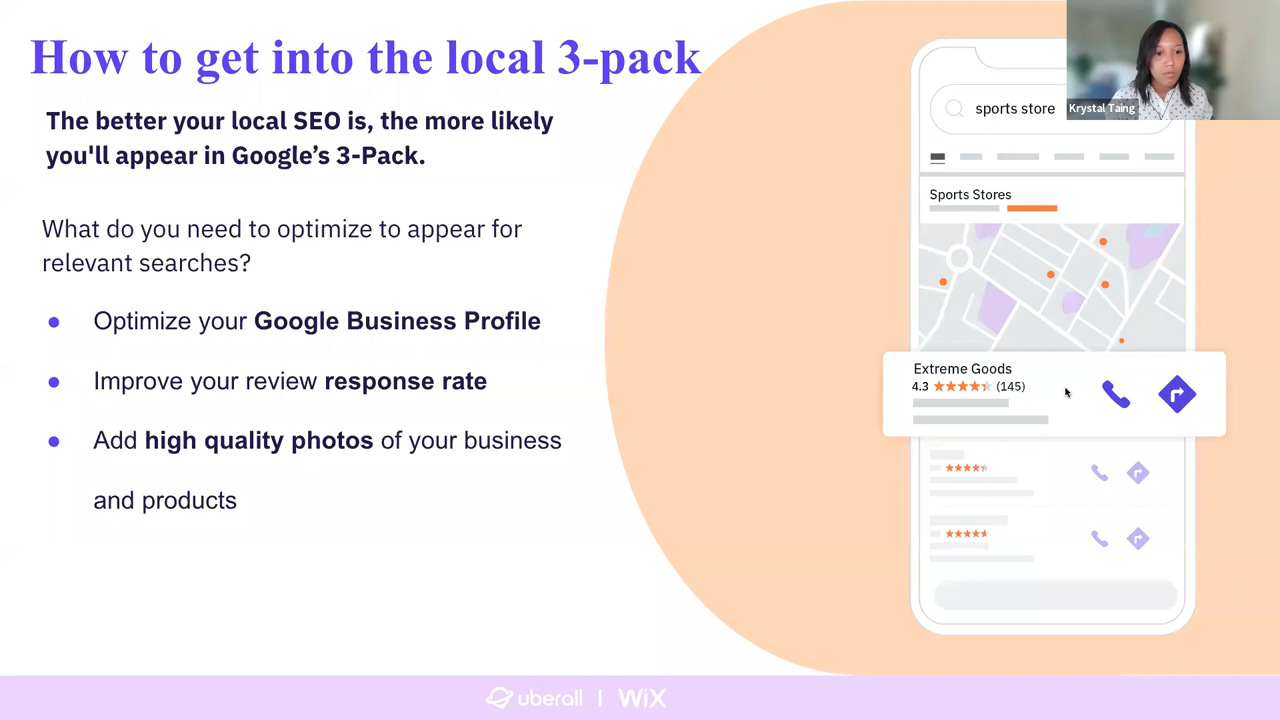 How to get into the local 3-pack
The better your local SEO is, the more likely
you'll appear in Google’s 3-Pack.
What do you need to optimize to appear for
relevant searches?
● Optimize your Google Business Profile
● Improve your review response rate
● Add high quality photos of your business
and products
sports store
Krystal Taing
Sports Stores
Extreme Goods
4.3 ★★★★★ (145)
uberall | WiX